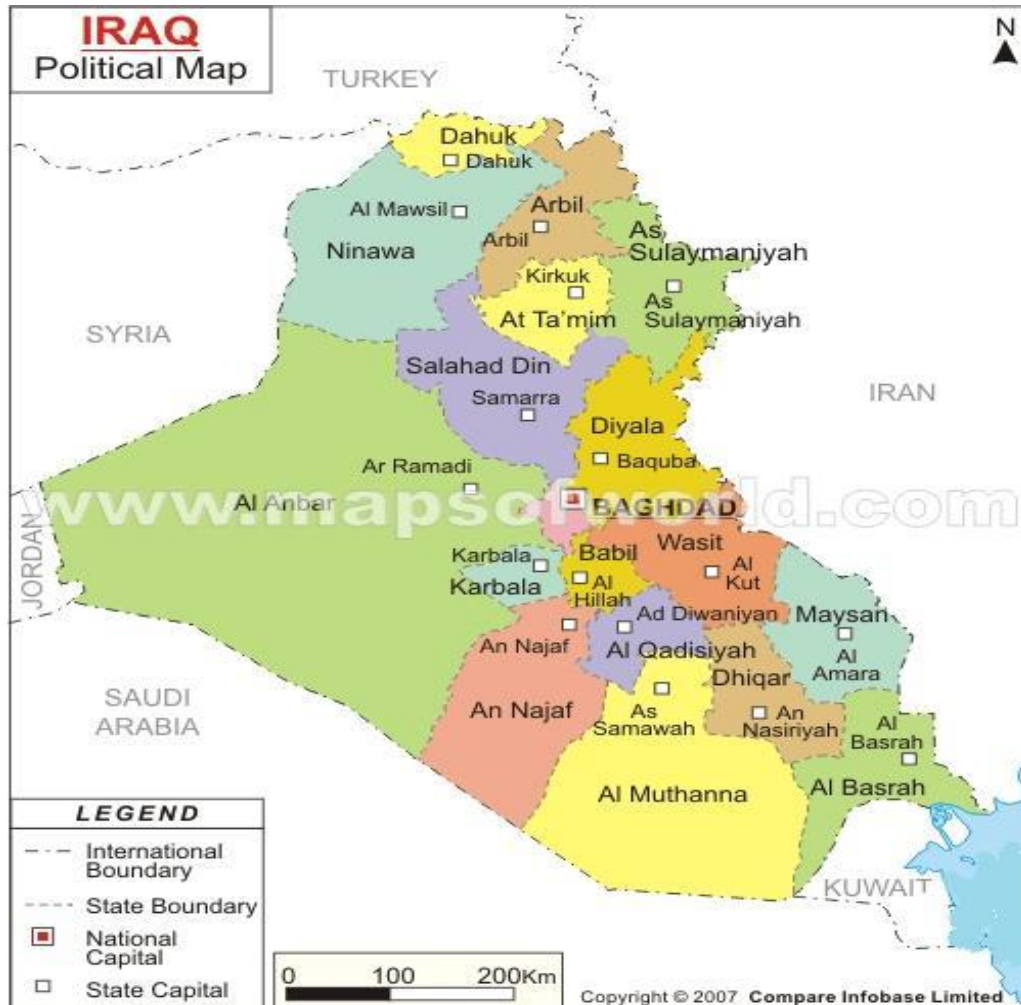 IRAQ
Political Map
N
TURKEY
Dahuk
Dahuk
Al Mawsil
Ninawa
Arbil
Arbil
As
Sulaymaniyah
As
Sulaymaniyah
Kirkuk
At Ta'mim
SYRIA
Salahad Din
Samarra
IRAN
Diyala
Baquba
Ar Ramadi
Al Anbar
www.mapsofworld.com
BAGHDAD
JORDAN
Karbala
Karbala
Babil
Al
Hillah
Wasit
Al
Kut
Maysan
Al
Amara
An Najaf
An Najaf
Ad Diwaniyan
Al Qadisiyah
Dhiqar
An
Nasiriyah
As
Samawah
Al Muthanna
Al
Basrah
Al Basrah
SAUDI
ARABIA
KUWAIT
LEGEND
International
Boundary
State Boundary
National
Capital
State Capital
0 100 200Km
Copyright © 2007 Compare Infobase Limited